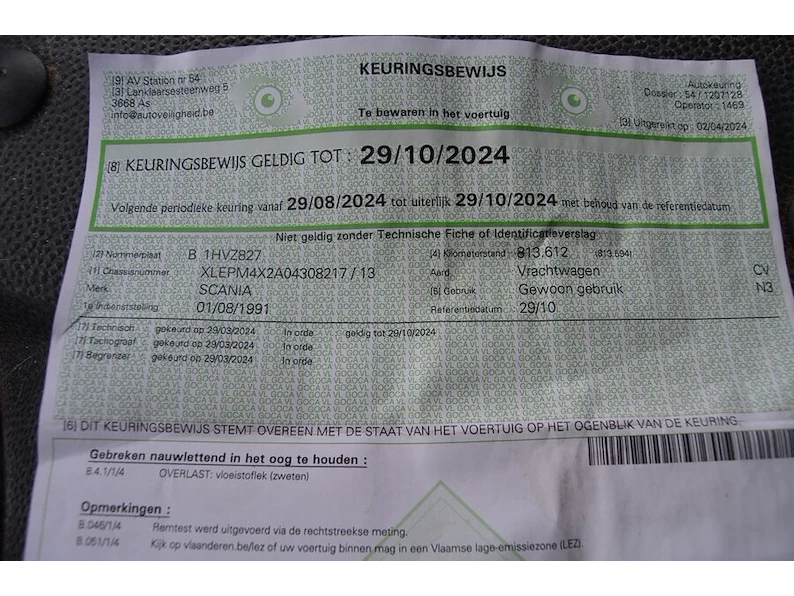 KEURINGSBEWIJS
[9] AV Station nr 54
[3] Lanklaarsesteenweg 5
3668 As
info@autoveiligheid.be
Te bewaren in het voertuig
Autokeuring
Dossier : 54 / 1207128
Operator : 1469
[3] Uitgereikt op : 02/04/2024
[8] KEURINGSBEWIJS GELDIG TOT : 29/10/2024
Volgende periodieke keuring vanaf 29/08/2024 tot uiterlijk 29/10/2024 met behoud van de referentiedatum
Niet geldig zonder Technische Fiche of Identificatieverslag
[2] Nummerplaat B 1HVZ827 [4] Kilometerstand : 813.612 (813.594)
[1] Chassisnummer XLEPM4X2A04308217 / 13 Aard Vrachtwagen CV
Merk SCANIA [5] Gebruik Gewoon gebruik N3
1e Indienststelling 01/08/1991 Referentiedatum : 29/10
[7] Technisch gekeurd op 29/03/2024 In orde geldig tot 29/10/2024
[7] Tachograaf gekeurd op 29/03/2024 In orde
[7] Begrenzer gekeurd op 29/03/2024 In orde
[6] DIT KEURINGSBEWIJS STEMT OVEREEN MET DE STAAT VAN HET VOERTUIG OP HET OGENBLIK VAN DE KEURING.
Gebreken nauwlettend in het oog te houden :
8.4.1/1/4 OVERLAST: vloeistoflek (zweten)
Opmerkingen :
B.046/1/4 Remtest werd uitgevoerd via de rechtstreekse meting.
B.061/1/4 Kijk op vlaanderen.be/lez of uw voertuig binnen mag in een Vlaamse lage-emissiezone (LEZ).